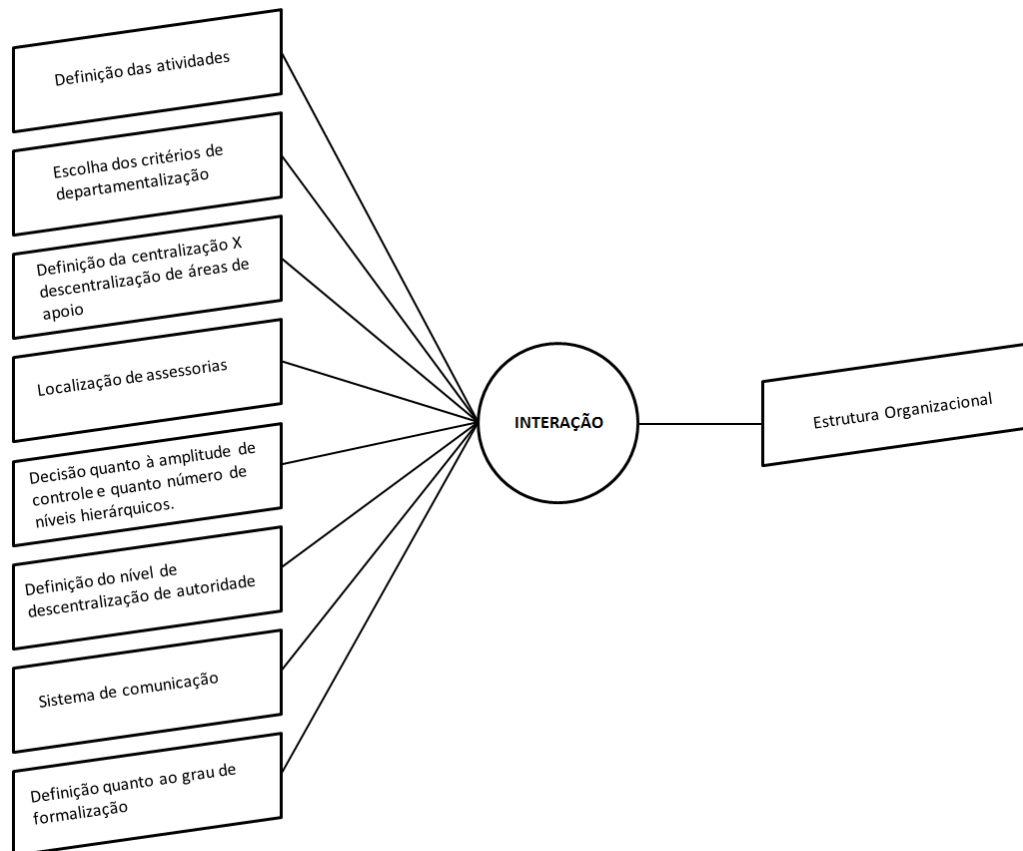 Definição das atividades
Escolha dos critérios de
departamentalização
Definição da centralização X
descentralização de áreas de
apoio
Localização de assessorias
Decisão quanto à amplitude de
controle e quanto número de
níveis hierárquicos.
Definição do nível de
descentralização de autoridade
Sistema de comunicação
Definição quanto ao grau de
formalização
INTERAÇÃO
Estrutura Organizacional